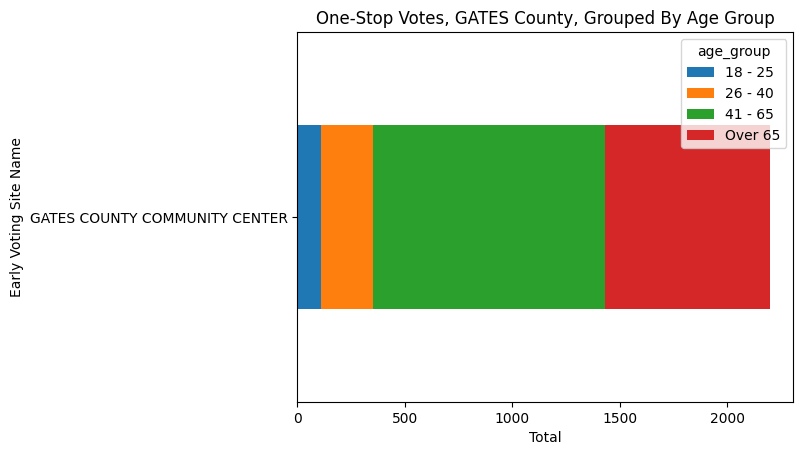 One-Stop Votes, GATES County, Grouped By Age Group
age_group
18 - 25
26 - 40
41 - 65
Over 65
Early Voting Site Name
GATES COUNTY COMMUNITY CENTER
0 500 1000 1500 2000
Total